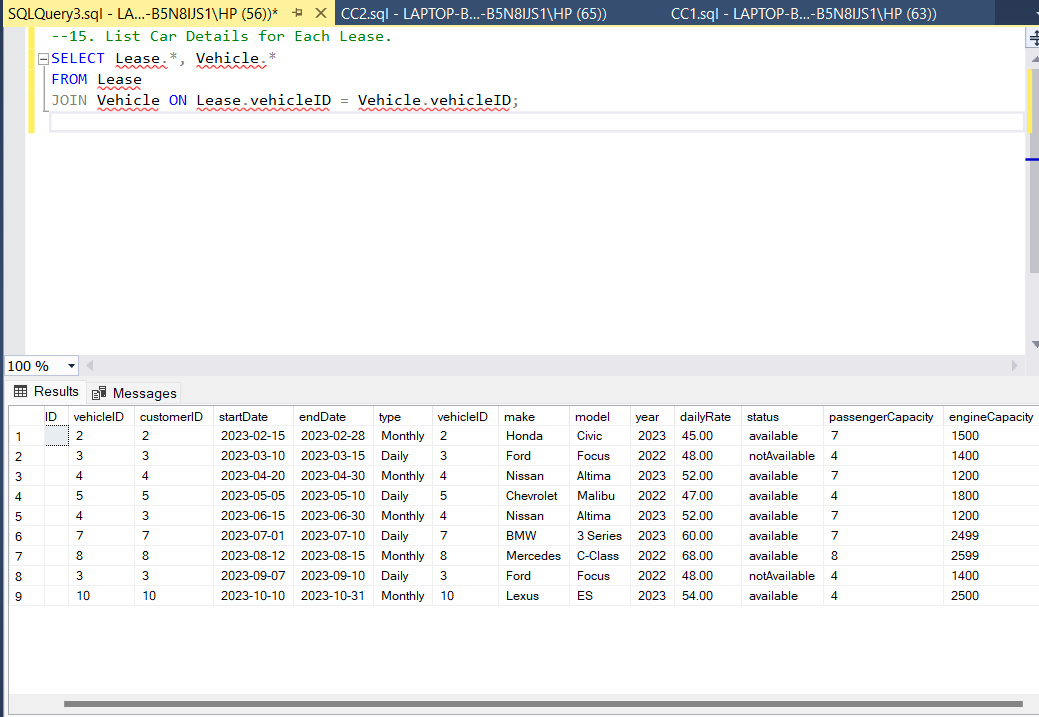 SQLQuery3.sql - LA...-B5N8IJS1\HP (56))* CC2.sql - LAPTOP-B...-B5N8IJS1\HP (65)) CC1.sql - LAPTOP-B...-B5N8IJS1\HP (63))
--15. List Car Details for Each Lease.
SELECT Lease.*, Vehicle.*
FROM Lease
JOIN Vehicle ON Lease.vehicleID = Vehicle.vehicleID;
100 %
Results Messages
ID vehicleID customerID startDate endDate type vehicleID make model year dailyRate status passengerCapacity engineCapacity
1 2 2 2023-02-15 2023-02-28 Monthly 2 Honda Civic 2023 45.00 available 7 1500
2 3 3 2023-03-10 2023-03-15 Daily 3 Ford Focus 2022 48.00 notAvailable 4 1400
3 4 4 2023-04-20 2023-04-30 Monthly 4 Nissan Altima 2023 52.00 available 7 1200
4 5 5 2023-05-05 2023-05-10 Daily 5 Chevrolet Malibu 2022 47.00 available 4 1800
5 4 3 2023-06-15 2023-06-30 Monthly 4 Nissan Altima 2023 52.00 available 7 1200
6 7 7 2023-07-01 2023-07-10 Daily 7 BMW 3 Series 2023 60.00 available 7 2499
7 8 8 2023-08-12 2023-08-15 Monthly 8 Mercedes C-Class 2022 68.00 available 8 2599
8 3 3 2023-09-07 2023-09-10 Daily 3 Ford Focus 2022 48.00 notAvailable 4 1400
9 10 10 2023-10-10 2023-10-31 Monthly 10 Lexus ES 2023 54.00 available 4 2500